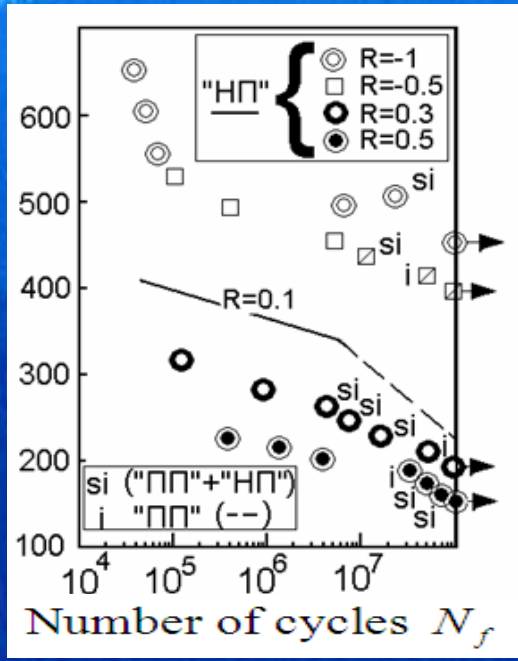 "НП"
R=-1
R=-0.5
R=0.3
R=0.5
600
500
400
300
200
100
si
si
i
R=0.1
si
si
si
i
i
si
si
si ("ПП"+"НП")
i "ПП" (--)
10⁴ 10⁵ 10⁶ 10⁷
Number of cycles N_f